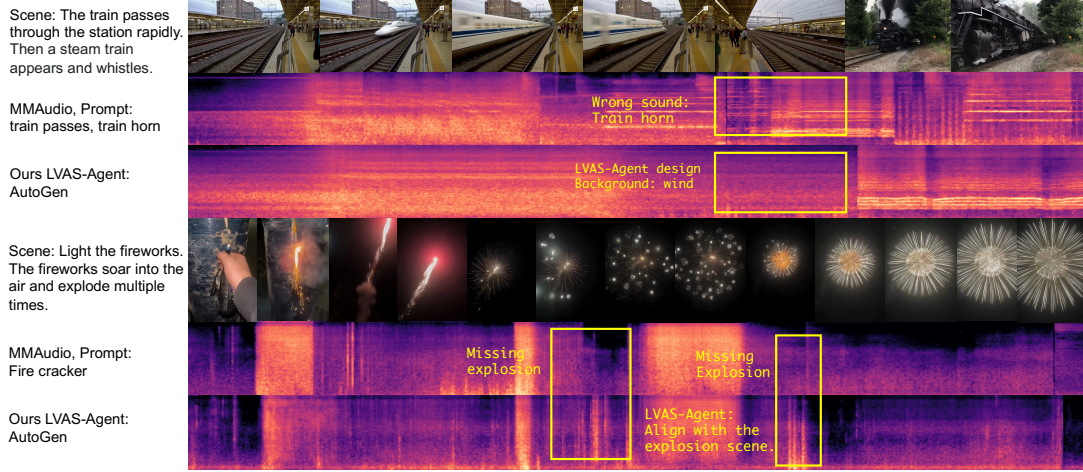 Scene: The train passes
through the station rapidly.
Then a steam train
appears and whistles.
MMAudio, Prompt:
train passes, train horn
Wrong sound:
Train horn
Ours LVAS-Agent:
AutoGen
LVAS-Agent design
Background: wind
Scene: Light the fireworks.
The fireworks soar into the
air and explode multiple
times.
MMAudio, Prompt:
Fire cracker
Missing
explosion
Missing
Explosion
Ours LVAS-Agent:
AutoGen
LVAS-Agent:
Align with the
explosion scene.